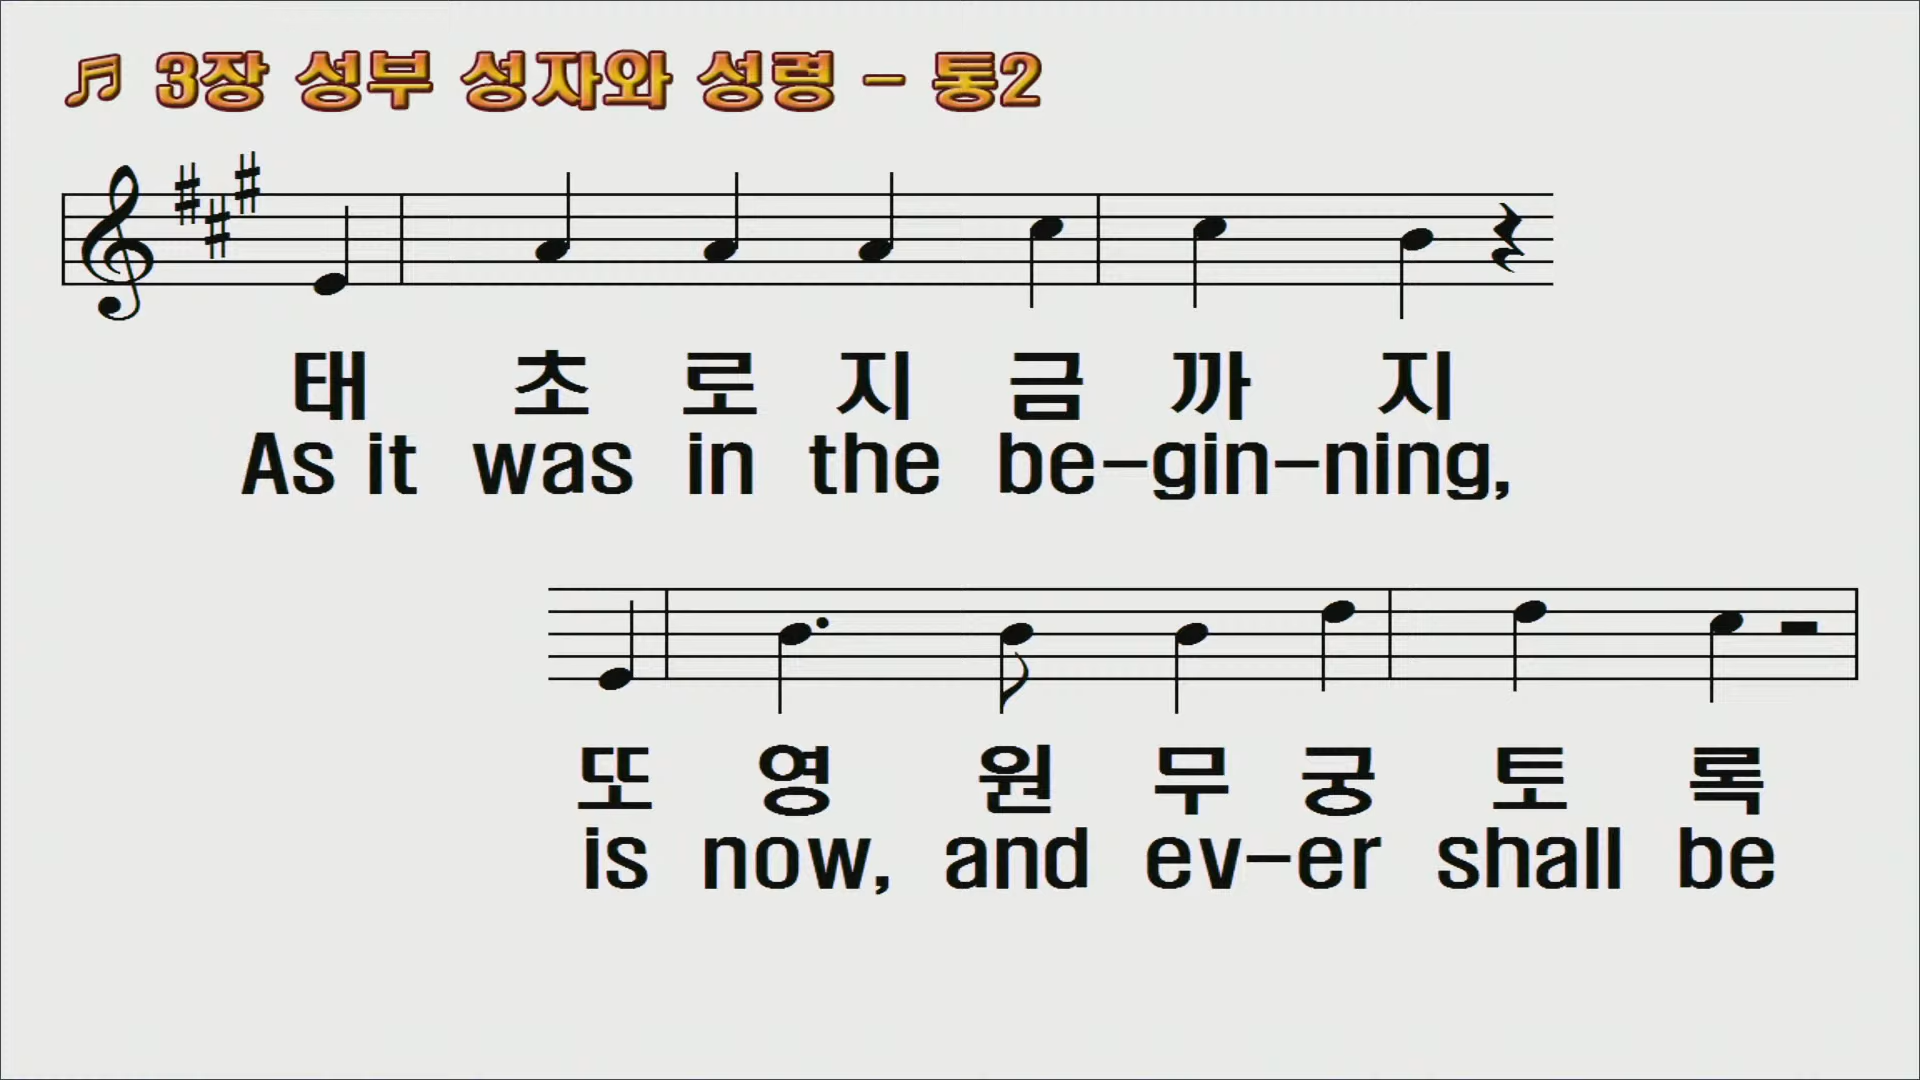 ♬ 3장 성부 성자와 성령 - 통2
태 초 로 지 금 까 지
As it was in the be-gin-ning,
또 영 원 무 궁 토 록
is now, and ev-er shall be